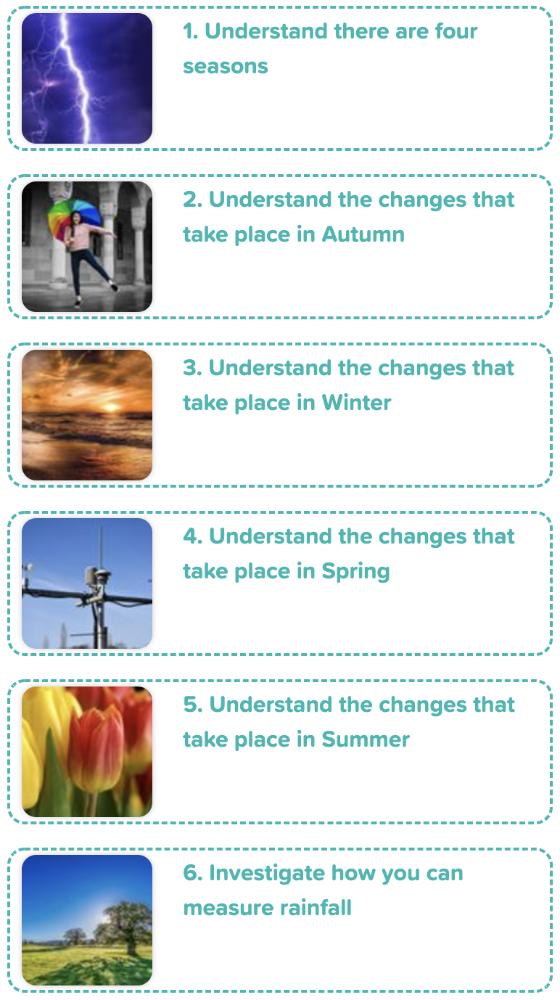 1. Understand there are four
seasons
2. Understand the changes that
take place in Autumn
3. Understand the changes that
take place in Winter
4. Understand the changes that
take place in Spring
5. Understand the changes that
take place in Summer
6. Investigate how you can
measure rainfall